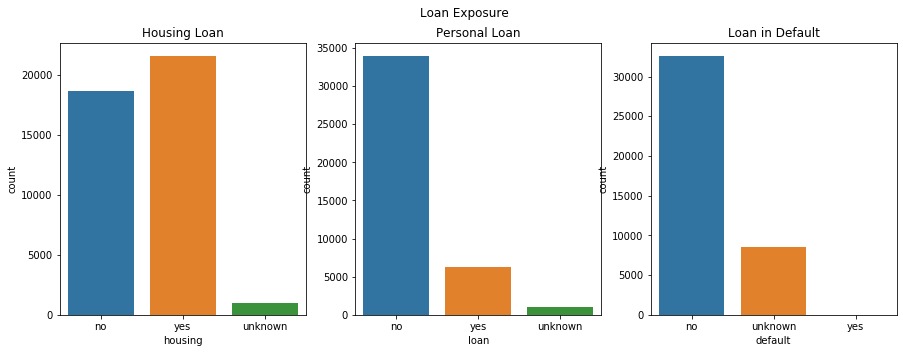 Loan Exposure
Housing Loan
20000
15000
10000
5000
0
count
no yes unknown
housing
Personal Loan
35000
30000
25000
20000
15000
10000
5000
0
count
no yes unknown
loan
Loan in Default
30000
25000
20000
15000
10000
5000
0
count
no unknown yes
default